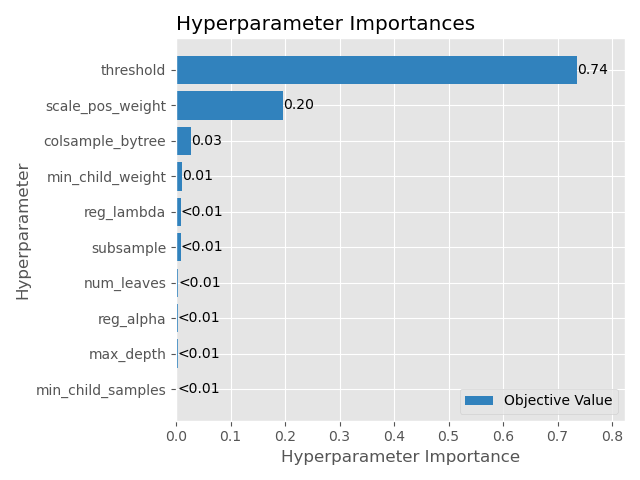 Hyperparameter Importances
threshold 0.74
scale_pos_weight 0.20
colsample_bytree 0.03
min_child_weight 0.01
reg_lambda <0.01
subsample <0.01
num_leaves <0.01
reg_alpha <0.01
max_depth <0.01
min_child_samples <0.01
Hyperparameter
Objective Value
0.0 0.1 0.2 0.3 0.4 0.5 0.6 0.7 0.8
Hyperparameter Importance